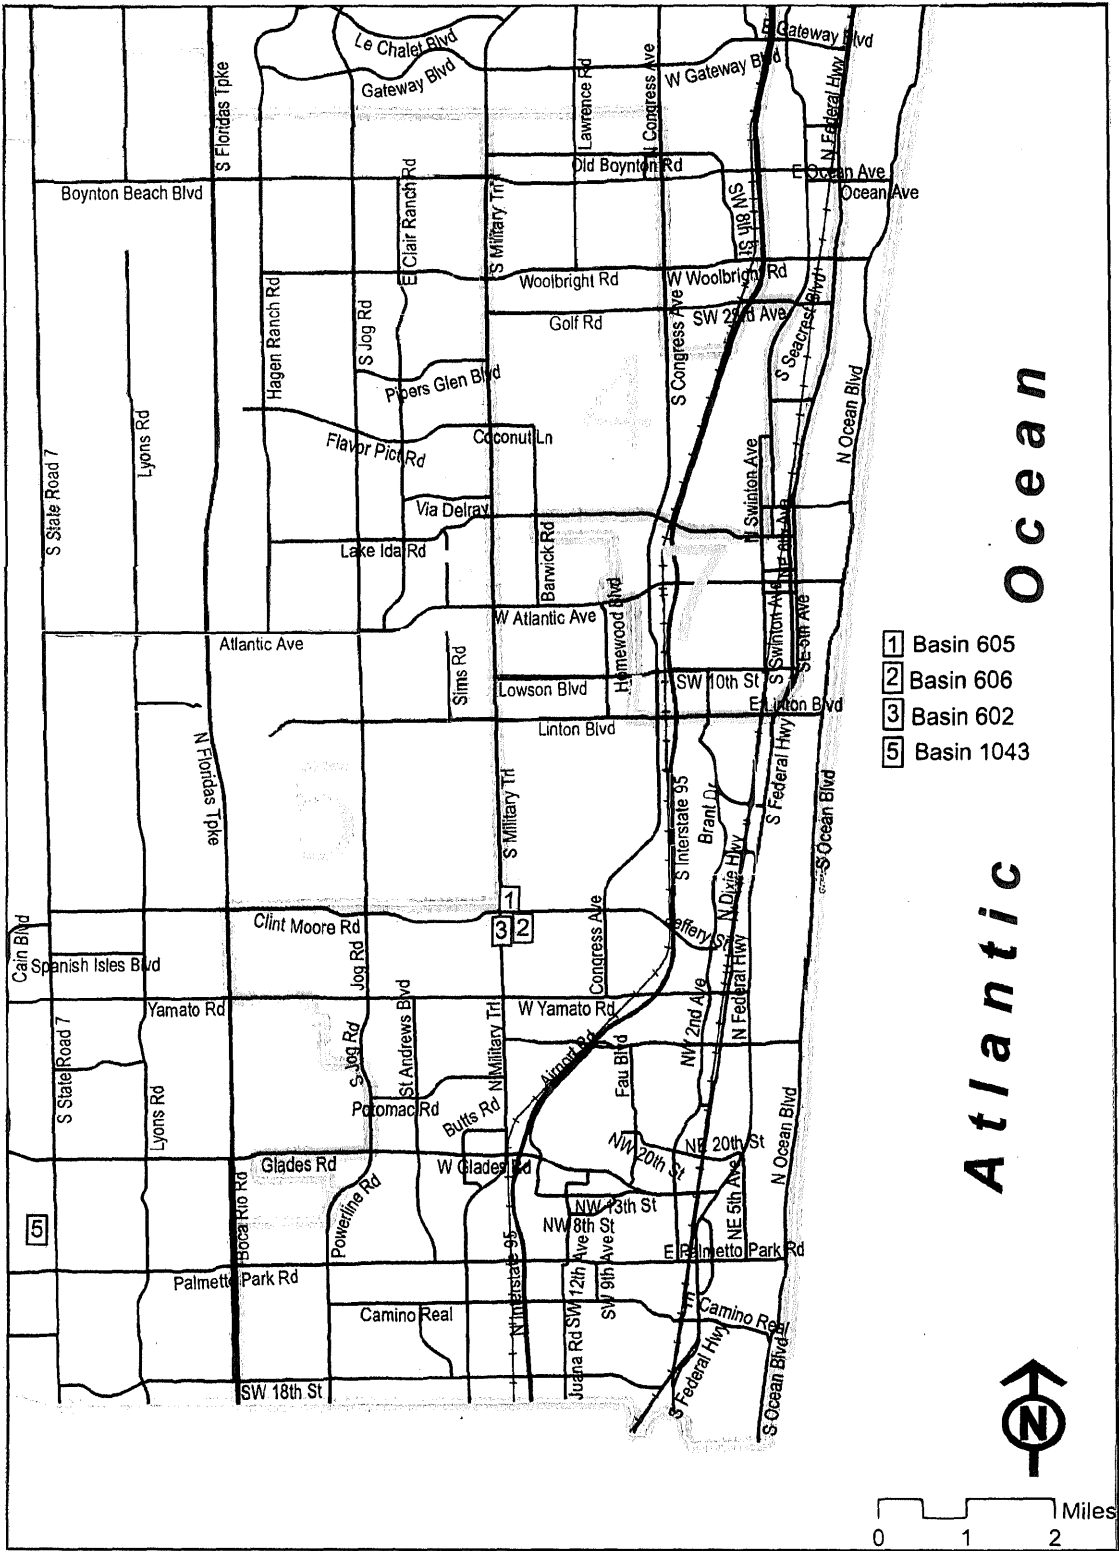 Le Chalet Blvd
Gateway Blvd
E Gateway Blvd
W Gateway Blvd
S Floridas Tpke
Lawrence Rd
N Congress Ave
N Federal Hwy
Old Boynton Rd
E Ocean Ave
Ocean Ave
Boynton Beach Blvd
El Clair Ranch Rd
S Military Trl
SW 8th St
Woolbright Rd
W Woolbright Rd
Hagen Ranch Rd
S Jog Rd
Golf Rd
S Congress Ave
SW 23rd Ave
S Seacrest Blvd
Pipers Glen Blvd
4
N Ocean Blvd
Lyons Rd
Flavor Pict Rd
Coconut Ln
S State Road 7
N Swinton Ave
Via Delray
Lake Ida Rd
Barwick Rd
7
Homewood Blvd
W Atlantic Ave
Atlantic Ave
S Swinton Ave
SE 5th Ave
Sims Rd
Lowson Blvd
SW 10th St
E Linton Blvd
Linton Blvd
N Floridas Tpke
S Military Trl
S Interstate 95
Brant Dr
S Federal Hwy
S Ocean Blvd
5
N Dixie Hwy
1
Clint Moore Rd
3 2
Congress Ave
Jeffery St
Cain Blvd
Spanish Isles Blvd
Jog Rd
N Federal Hwy
Yamato Rd
W Yamato Rd
St Andrews Blvd
N Military Trl
NW 2nd Ave
S State Road 7
S Jog Rd
Airport Rd
Fau Blvd
Lyons Rd
Potomac Rd
Butts Rd
N Ocean Blvd
NW 20th St
NE 20th St
Glades Rd
W Glades Rd
Boca Rio Rd
Powerline Rd
NW 13th St
NE 5th Ave
NW 8th St
5
E Palmetto Park Rd
Palmetto Park Rd
N Interstate 95
SW 12th Ave
SW 9th Ave
Camino Real
Camino Real
Juana Rd
S Federal Hwy
S Ocean Blvd
SW 18th St
Atlantic Ocean
1 Basin 605
2 Basin 606
3 Basin 602
5 Basin 1043
N
Miles
0 1 2